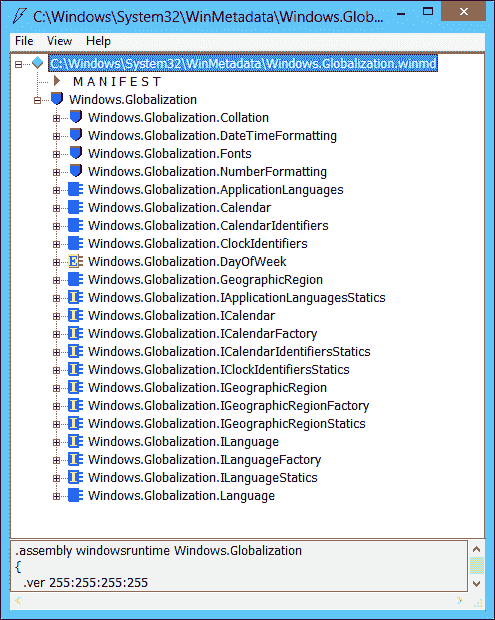 C:\Windows\System32\WinMetadata\Windows.Glob...
File View Help
C:\Windows\System32\WinMetadata\Windows.Globalization.winmd
M A N I F E S T
Windows.Globalization
Windows.Globalization.Collation
Windows.Globalization.DateTimeFormatting
Windows.Globalization.Fonts
Windows.Globalization.NumberFormatting
Windows.Globalization.ApplicationLanguages
Windows.Globalization.Calendar
Windows.Globalization.CalendarIdentifiers
Windows.Globalization.ClockIdentifiers
E Windows.Globalization.DayOfWeek
Windows.Globalization.GeographicRegion
I Windows.Globalization.IApplicationLanguagesStatics
I Windows.Globalization.ICalendar
I Windows.Globalization.ICalendarFactory
I Windows.Globalization.ICalendarIdentifiersStatics
I Windows.Globalization.IClockIdentifiersStatics
I Windows.Globalization.IGeographicRegion
I Windows.Globalization.IGeographicRegionFactory
I Windows.Globalization.IGeographicRegionStatics
I Windows.Globalization.ILanguage
I Windows.Globalization.ILanguageFactory
I Windows.Globalization.ILanguageStatics
Windows.Globalization.Language
.assembly windowsruntime Windows.Globalization
{
.ver 255:255:255:255